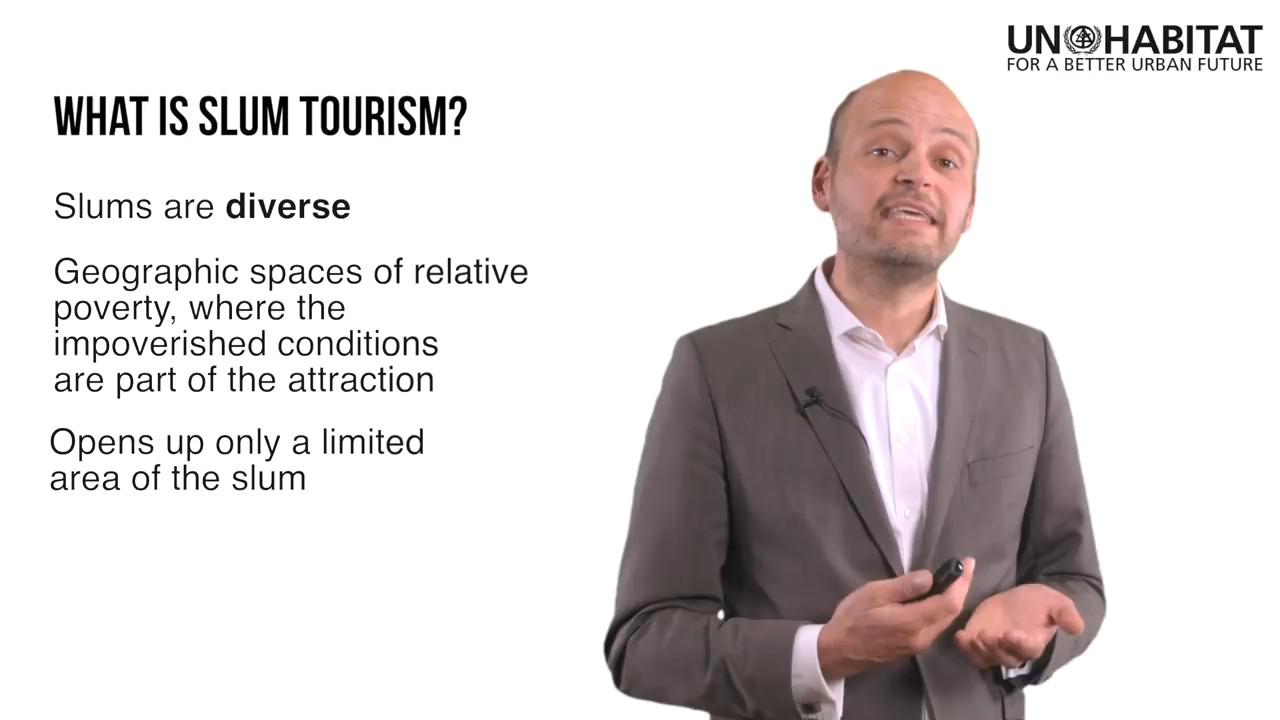 UN HABITAT
FOR A BETTER URBAN FUTURE
WHAT IS SLUM TOURISM?
Slums are diverse
Geographic spaces of relative
poverty, where the
impoverished conditions
are part of the attraction
Opens up only a limited
area of the slum